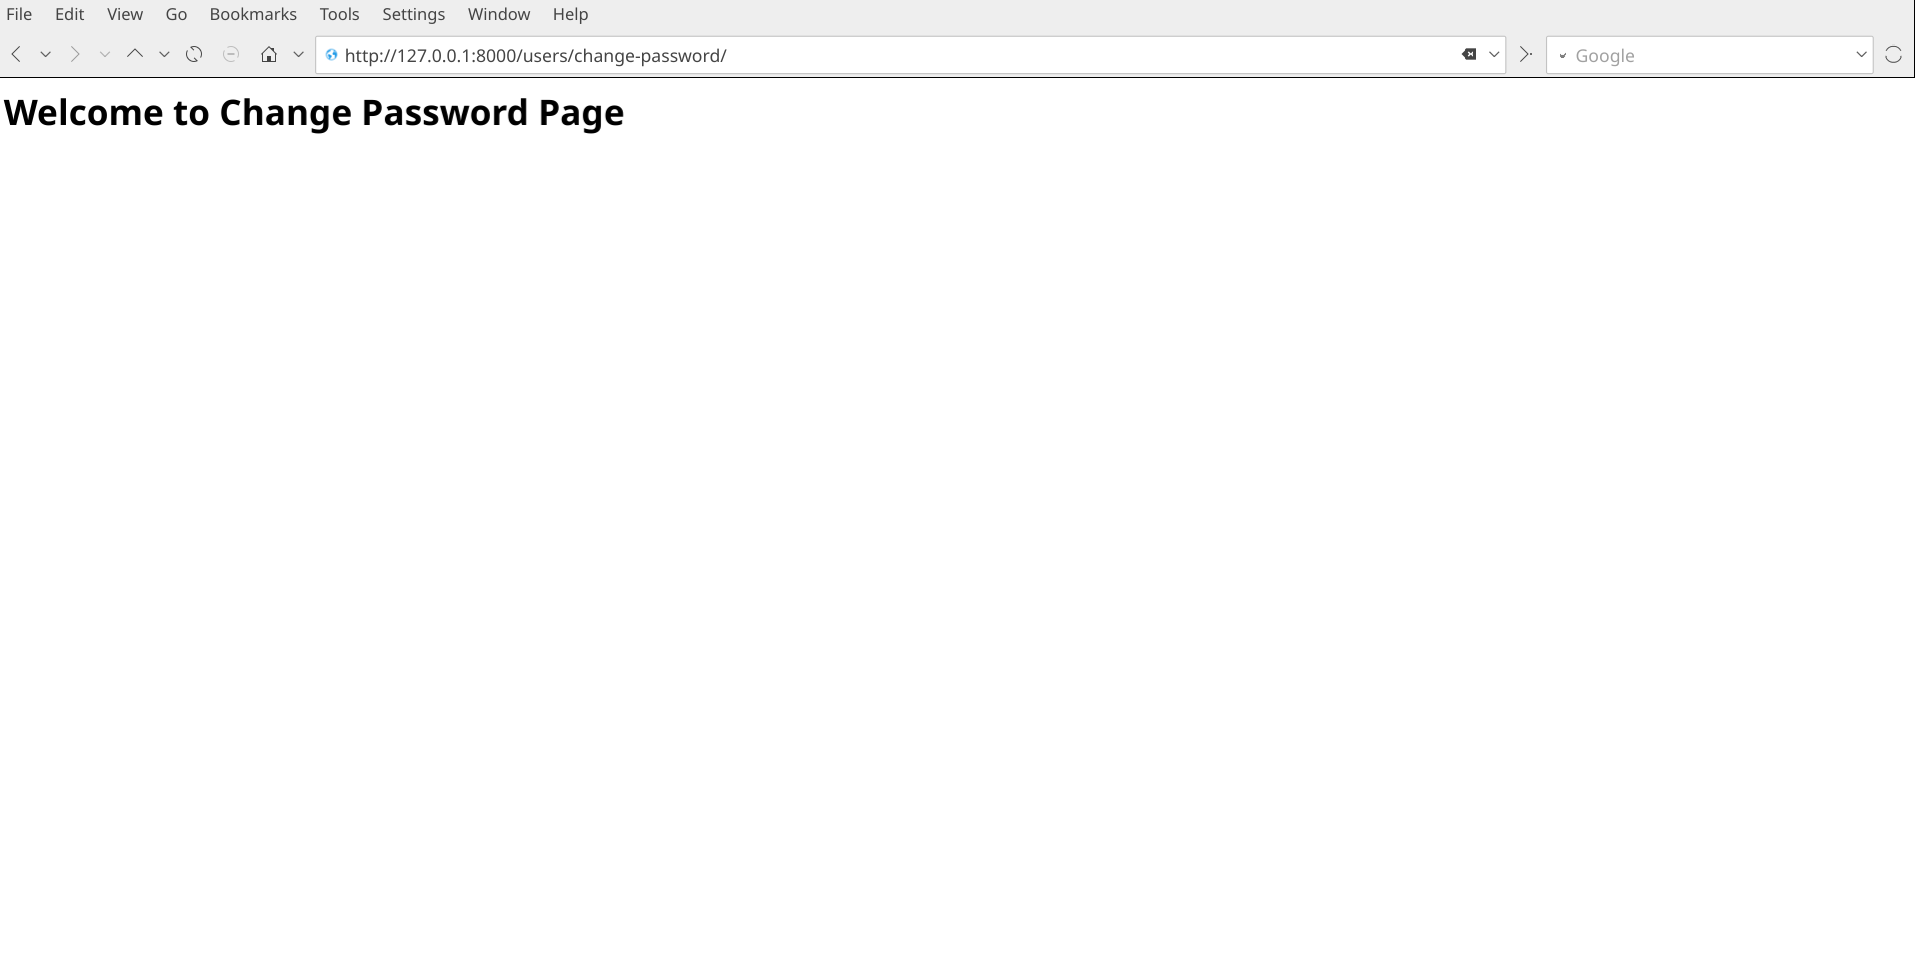 File Edit View Go Bookmarks Tools Settings Window Help
http://127.0.0.1:8000/users/change-password/ Google
Welcome to Change Password Page